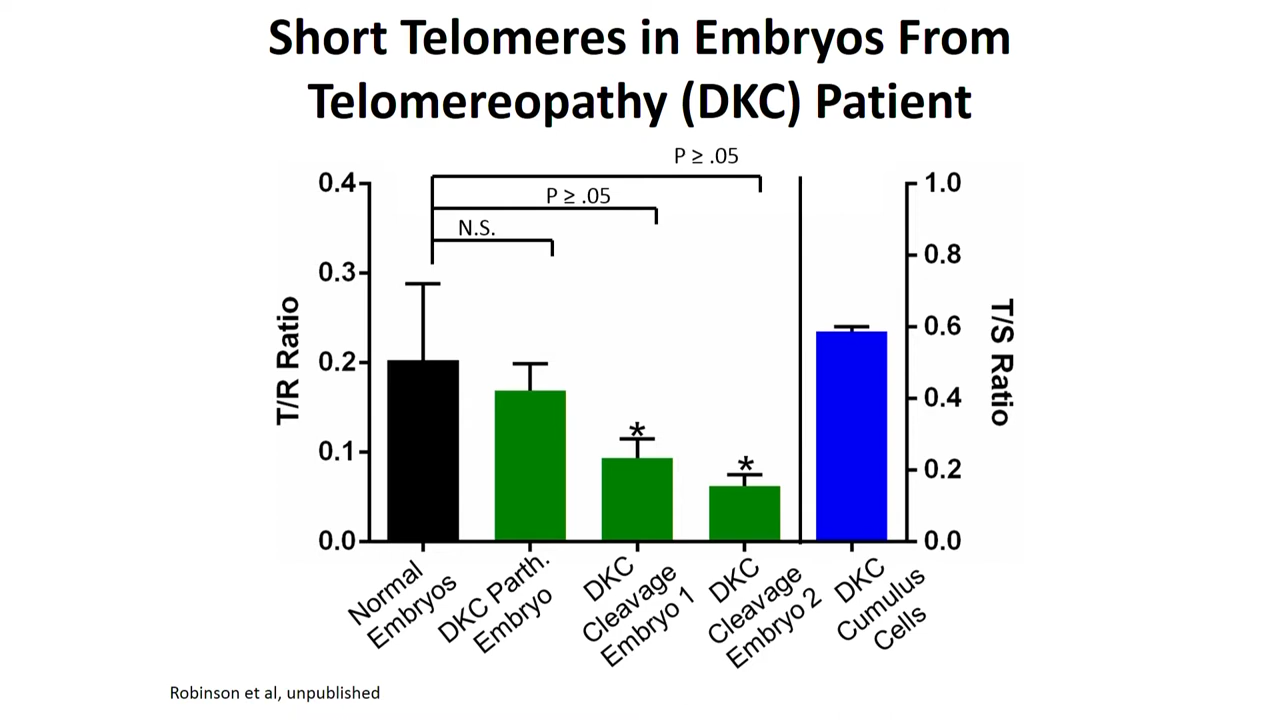 Short Telomeres in Embryos From
Telomereopathy (DKC) Patient
P ≥ .05
P ≥ .05
N.S.
0.4
0.3
0.2
0.1
0.0
T/R Ratio
*
*
1.0
0.8
0.6
0.4
0.2
0.0
T/S Ratio
Normal
Embryos
DKC Parth.
Embryo
DKC
Cleavage
Embryo 1
DKC
Cleavage
Embryo 2
DKC
Cumulus
Cells
Robinson et al, unpublished